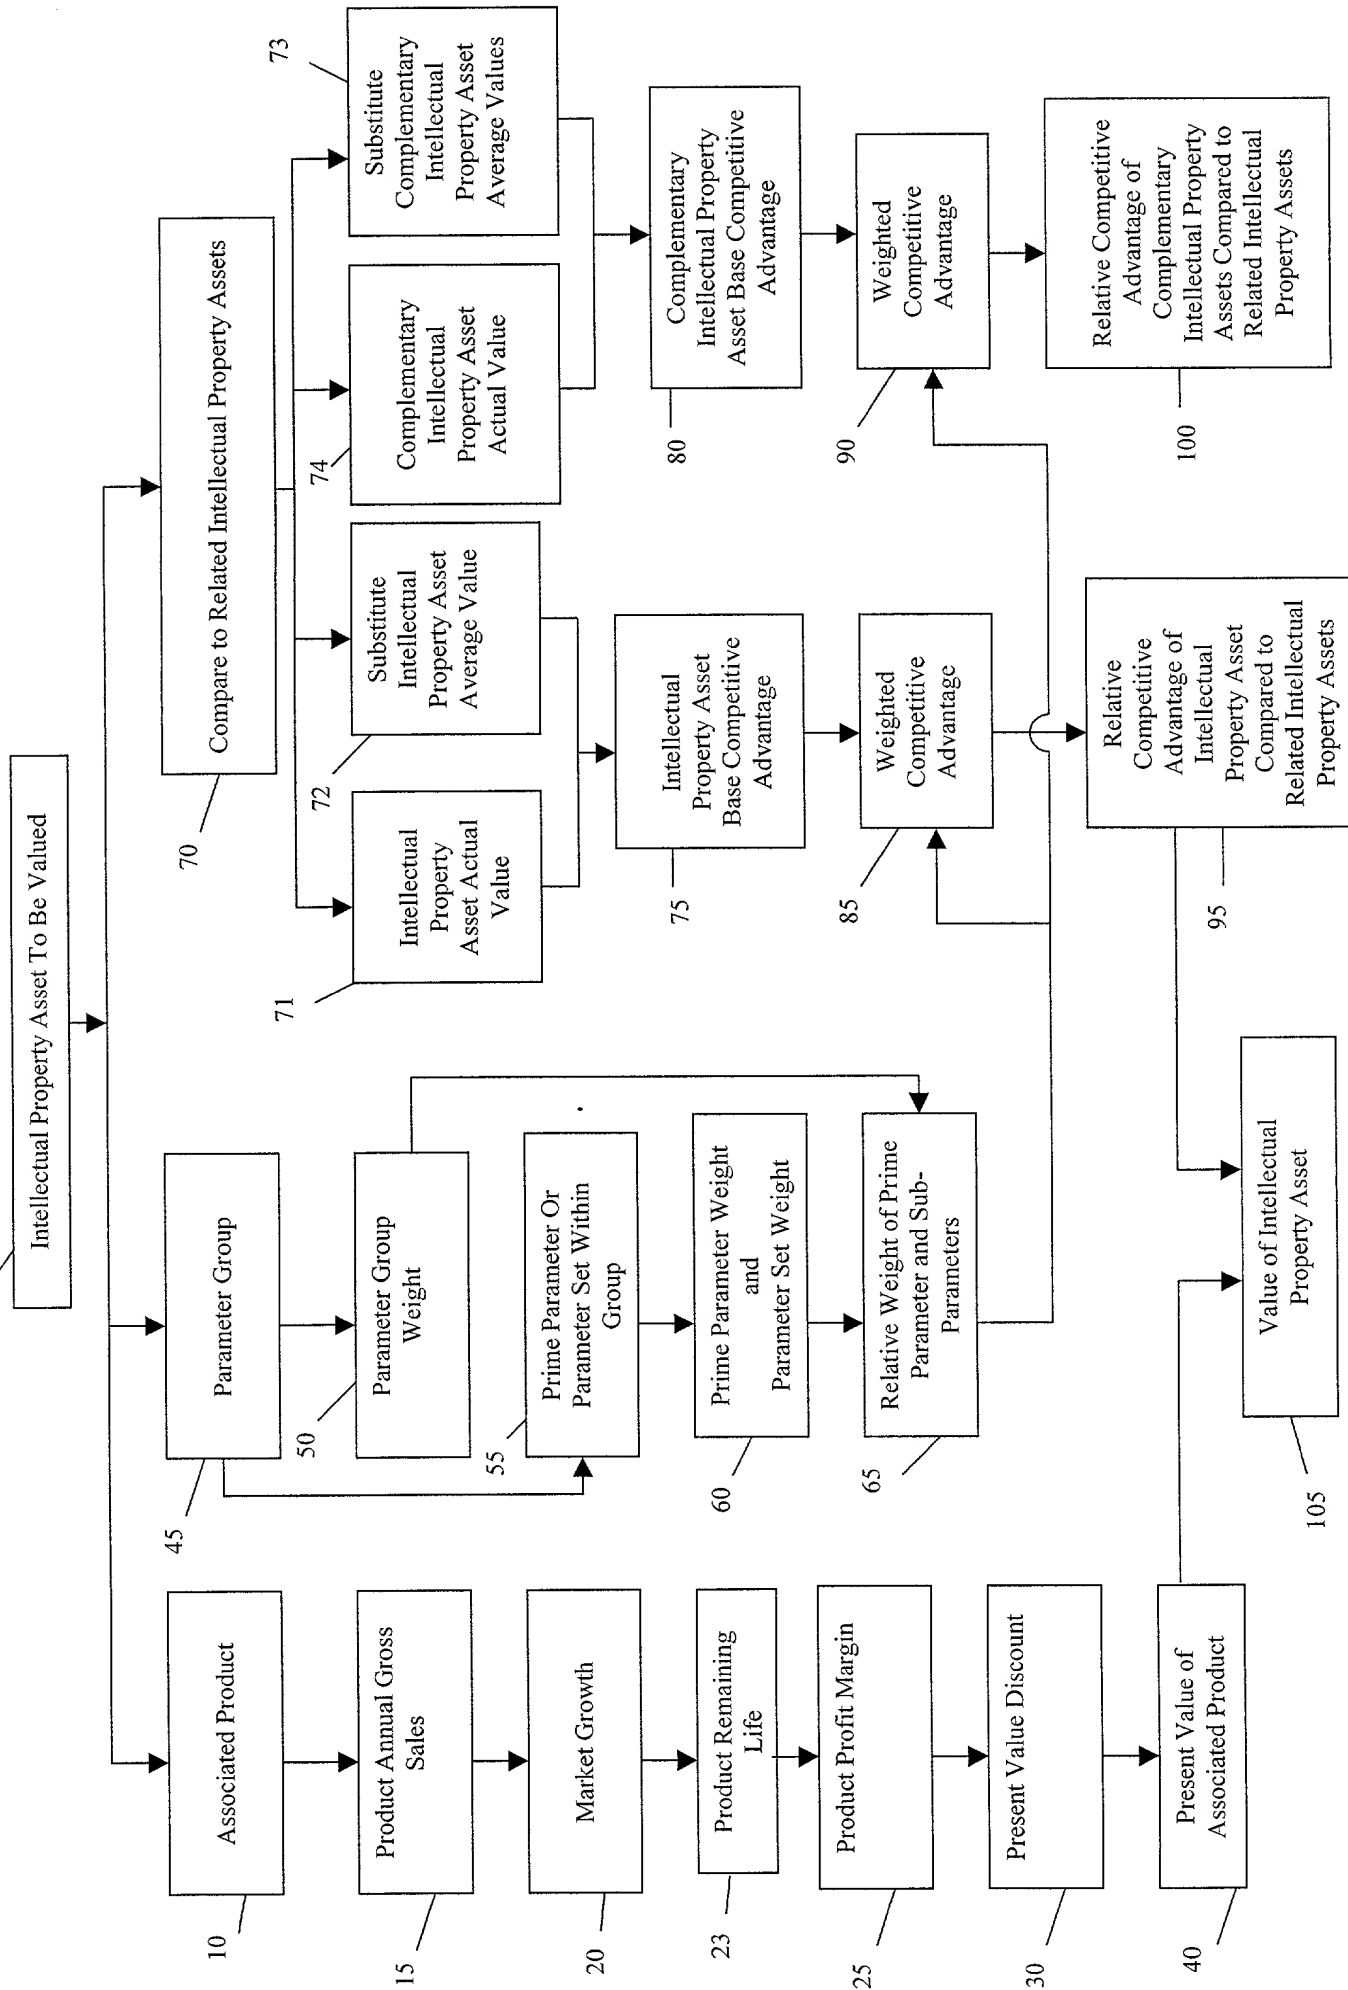 Intellectual Property Asset To Be Valued
10
Associated Product
15
Product Annual Gross
Sales
20
Market Growth
23
Product Remaining
Life
25
Product Profit Margin
30
Present Value Discount
40
Present Value of
Associated Product
45
Parameter Group
50
Parameter Group
Weight
55
Prime Parameter Or
Parameter Set Within
Group
60
Prime Parameter Weight
and
Parameter Set Weight
65
Relative Weight of Prime
Parameter and Sub-
Parameters
70
Compare to Related Intellectual Property Assets
71
Intellectual
Property
Asset Actual
Value
72
Substitute
Intellectual
Property Asset
Average Value
74
Complementary
Intellectual
Property Asset
Actual Value
73
Substitute
Complementary
Intellectual
Property Asset
Average Values
75
Intellectual
Property Asset
Base Competitive
Advantage
80
Complementary
Intellectual Property
Asset Base Competitive
Advantage
85
Weighted
Competitive
Advantage
90
Weighted
Competitive
Advantage
95
Relative
Competitive
Advantage of
Intellectual
Property Asset
Compared to
Related Intellectual
Property Assets
100
Relative Competitive
Advantage of
Complementary
Intellectual Property
Assets Compared to
Related Intellectual
Property Assets
105
Value of Intellectual
Property Asset